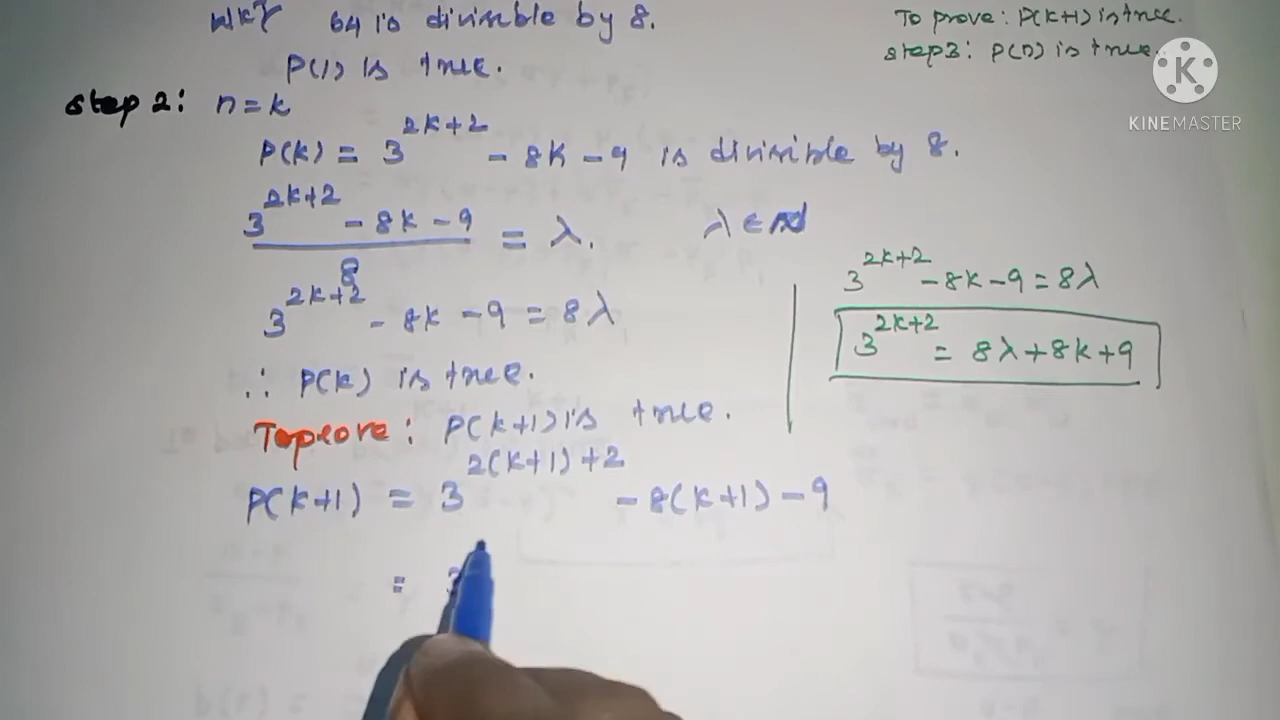 WKT 64 is divisible by 8.
P(1) is true.
To prove: P(k+1) is true.
step3: P(n) is true.
K
KINEMASTER
step 2: n=k
P(k) = 3^{2k+2} - 8k - 9 is divisible by 8.
\frac{3^{2k+2} - 8k - 9}{8} = λ. λ ∈ N
3^{2k+2} - 8k - 9 = 8λ
∴ P(k) is true.
3^{2k+2} - 8k - 9 = 8λ
3^{2k+2} = 8λ + 8k + 9
To prove: P(k+1) is true.
P(k+1) = 3^{2(k+1)+2} - 8(k+1) - 9
= 3